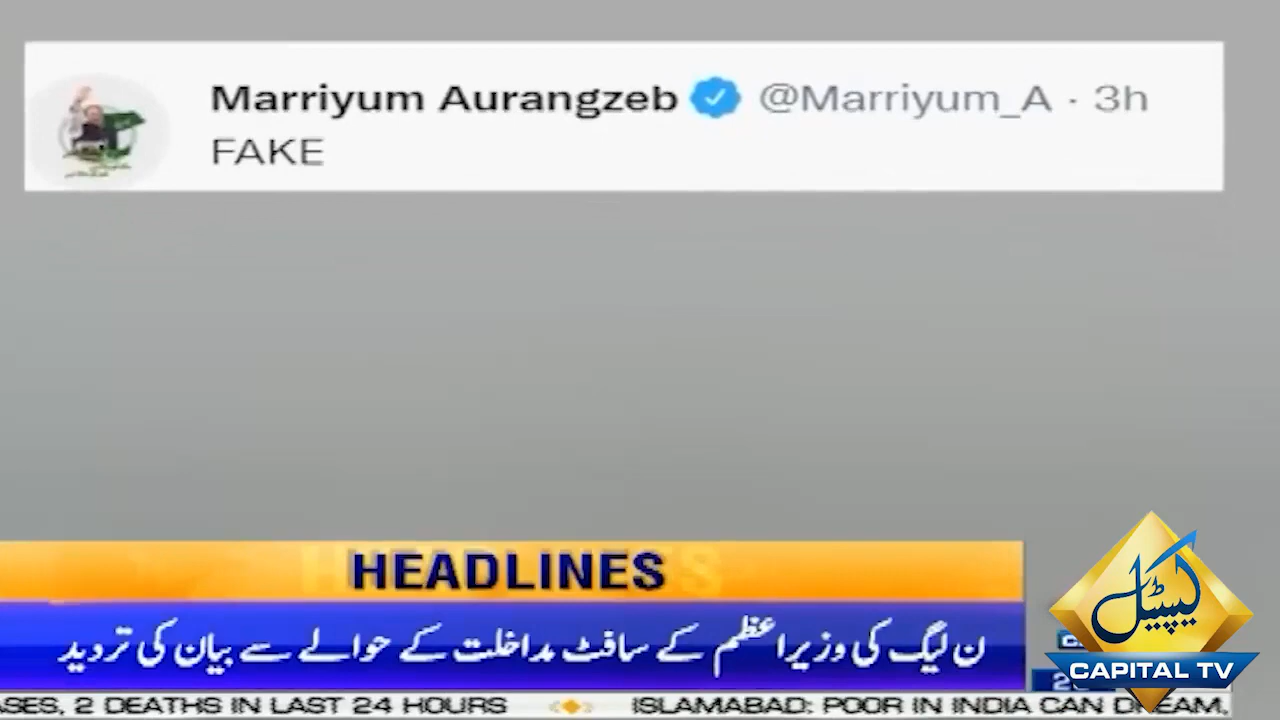 Marriyum Aurangzeb @Marriyum_A · 3h
FAKE
HEADLINES
ن لیگ کی وزیراعظم کے سافٹ مداخلت کے حوالے سے بیان کی تردید
کیپیٹل
CAPITAL TV
ASES, 2 DEATHS IN LAST 24 HOURS ISLAMABAD: POOR IN INDIA CAN DREAM,